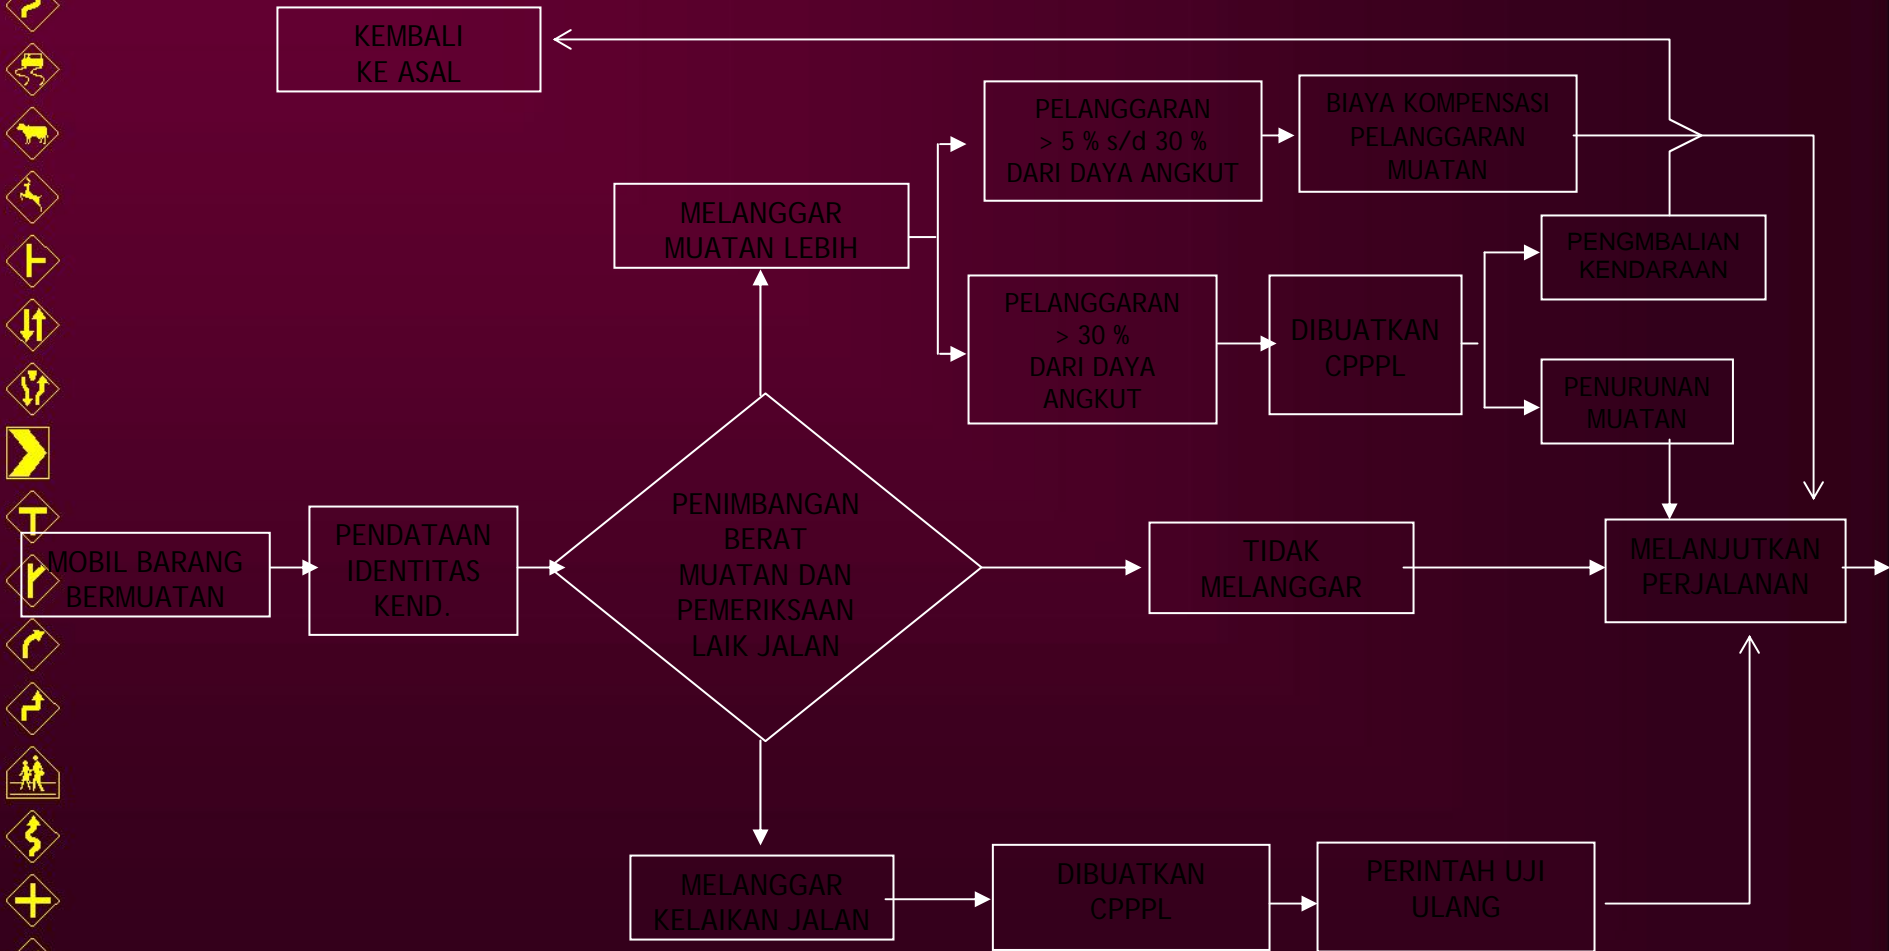 KEMBALI
KE ASAL
PELANGGARAN
> 5 % s/d 30 %
DARI DAYA ANGKUT
BIAYA KOMPENSASI
PELANGGARAN
MUATAN
MELANGGAR
MUATAN LEBIH
PENGMBALIAN
KENDARAAN
PELANGGARAN
> 30 %
DARI DAYA
ANGKUT
DIBUATKAN
CPPPL
PENURUNAN
MUATAN
MOBIL BARANG
BERMUATAN
PENDATAAN
IDENTITAS
KEND.
PENIMBANGAN
BERAT
MUATAN DAN
PEMERIKSAAN
LAIK JALAN
TIDAK
MELANGGAR
MELANJUTKAN
PERJALANAN
MELANGGAR
KELAIKAN JALAN
DIBUATKAN
CPPPL
PERINTAH UJI
ULANG